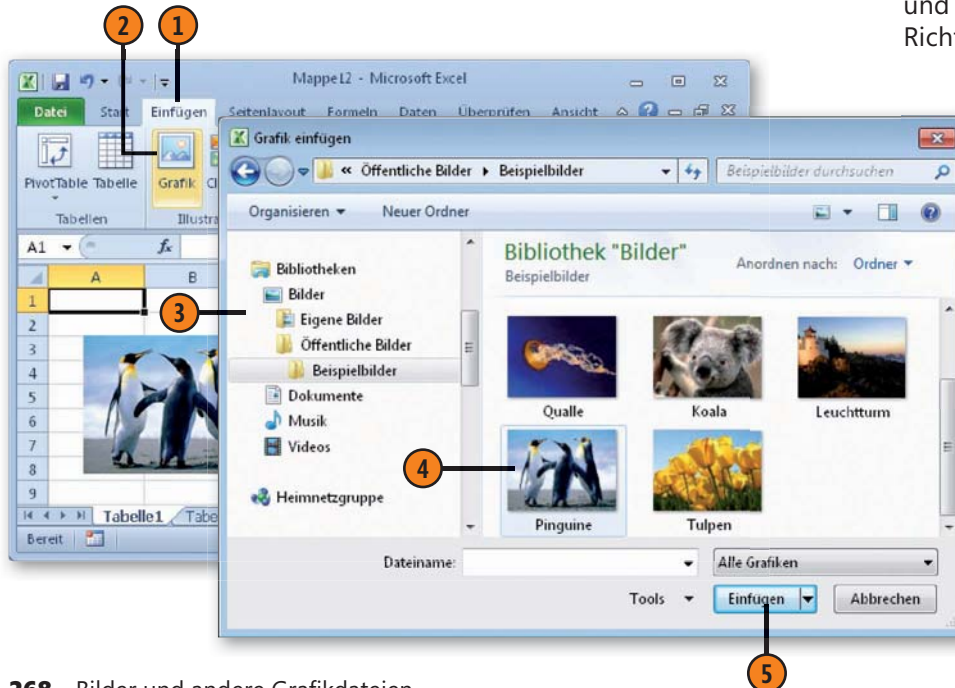 und
Richt
2 1
Mappe12 - Microsoft Excel
Datei Start Einfügen Seitenlayout Formeln Daten Überprüfen Ansicht
PivotTable Tabelle Grafik Cl
Tabellen Illustra
A1 fx
A B
1
2
3
4
5
6
7
8
9
Tabelle1 Tabe
Bereit
Grafik einfügen
« Öffentliche Bilder Beispielbilder Beispielbilder durchsuchen
Organisieren Neuer Ordner
Bibliotheken
Bilder
Eigene Bilder
Öffentliche Bilder
Beispielbilder
Dokumente
Musik
Videos
Heimnetzgruppe
3
Bibliothek "Bilder"
Beispielbilder
Anordnen nach: Ordner
Qualle Koala Leuchtturm
4
Pinguine Tulpen
Dateiname: Alle Grafiken
Tools Einfügen Abbrechen
5
268 Bilder und andere Grafikdateien